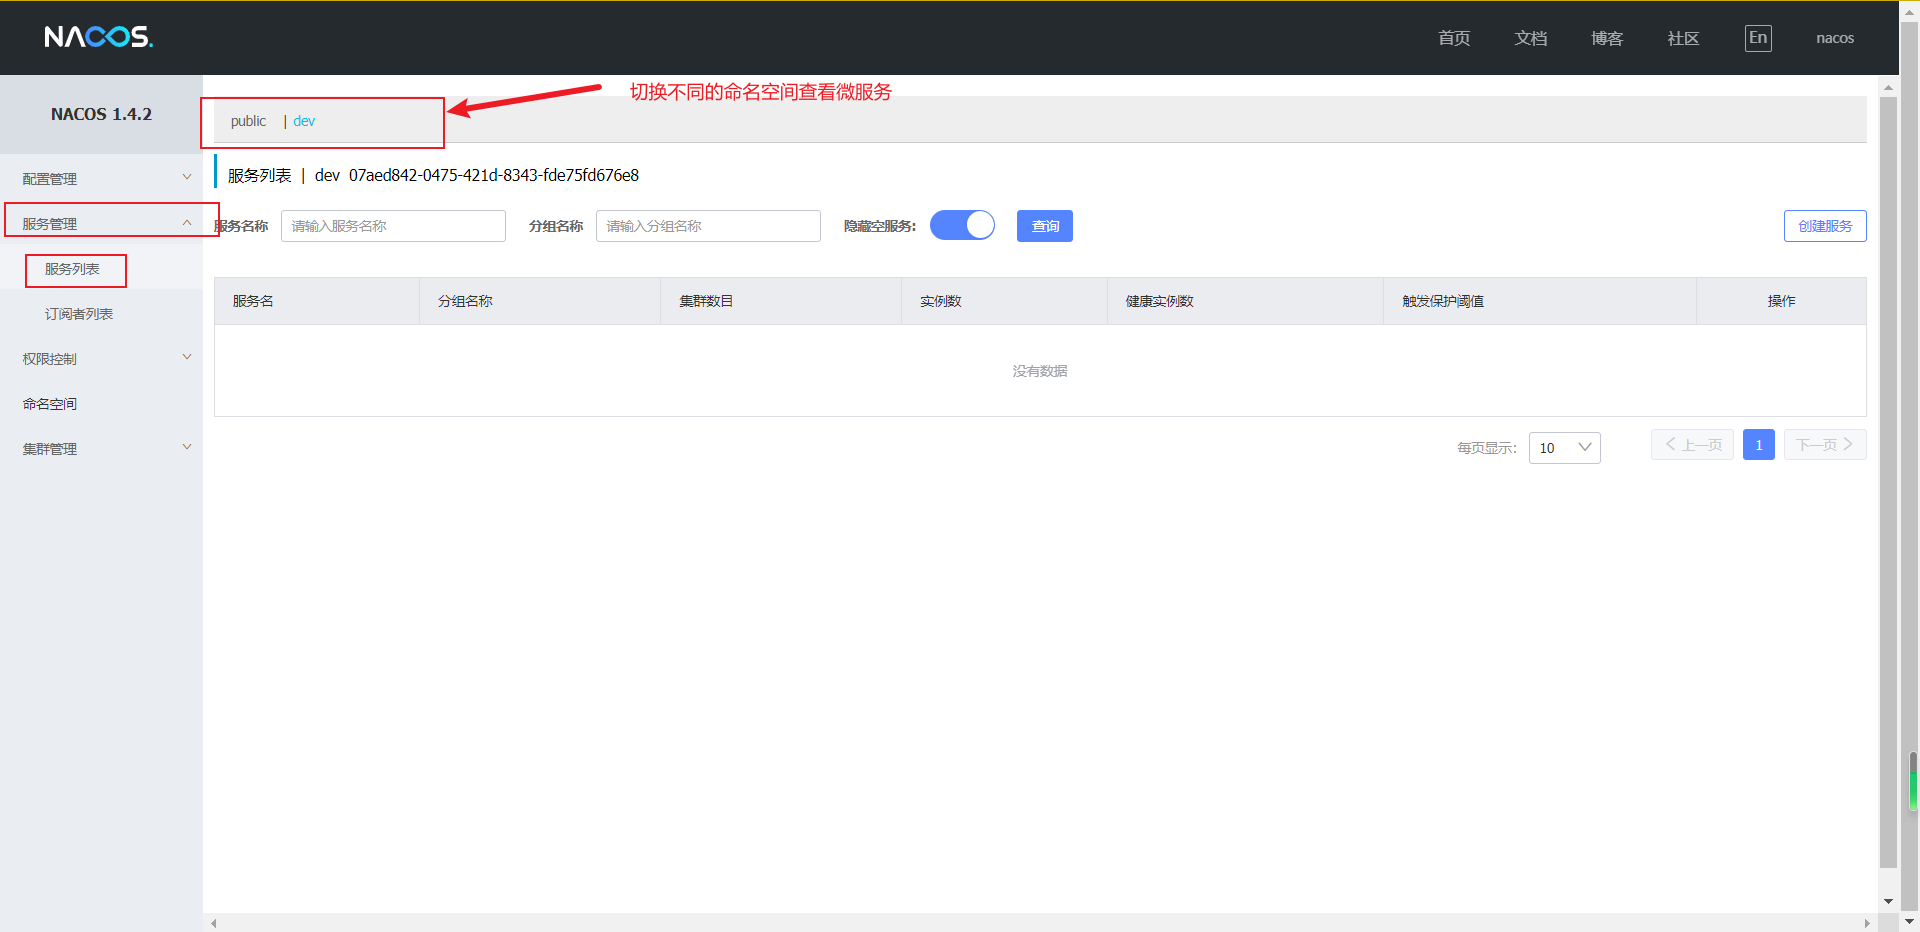 NACOS.
首页 文档 博客 社区 En nacos
NACOS 1.4.2
配置管理
服务管理
服务列表
订阅者列表
权限控制
命名空间
集群管理
切换不同的命名空间查看微服务
public | dev
服务列表 | dev 07aed842-0475-421d-8343-fde75fd676e8
服务名称 请输入服务名称 分组名称 请输入分组名称 隐藏空服务: 查询 创建服务
服务名 分组名称 集群数目 实例数 健康实例数 触发保护阈值 操作
没有数据
每页显示: 10 上一页 1 下一页